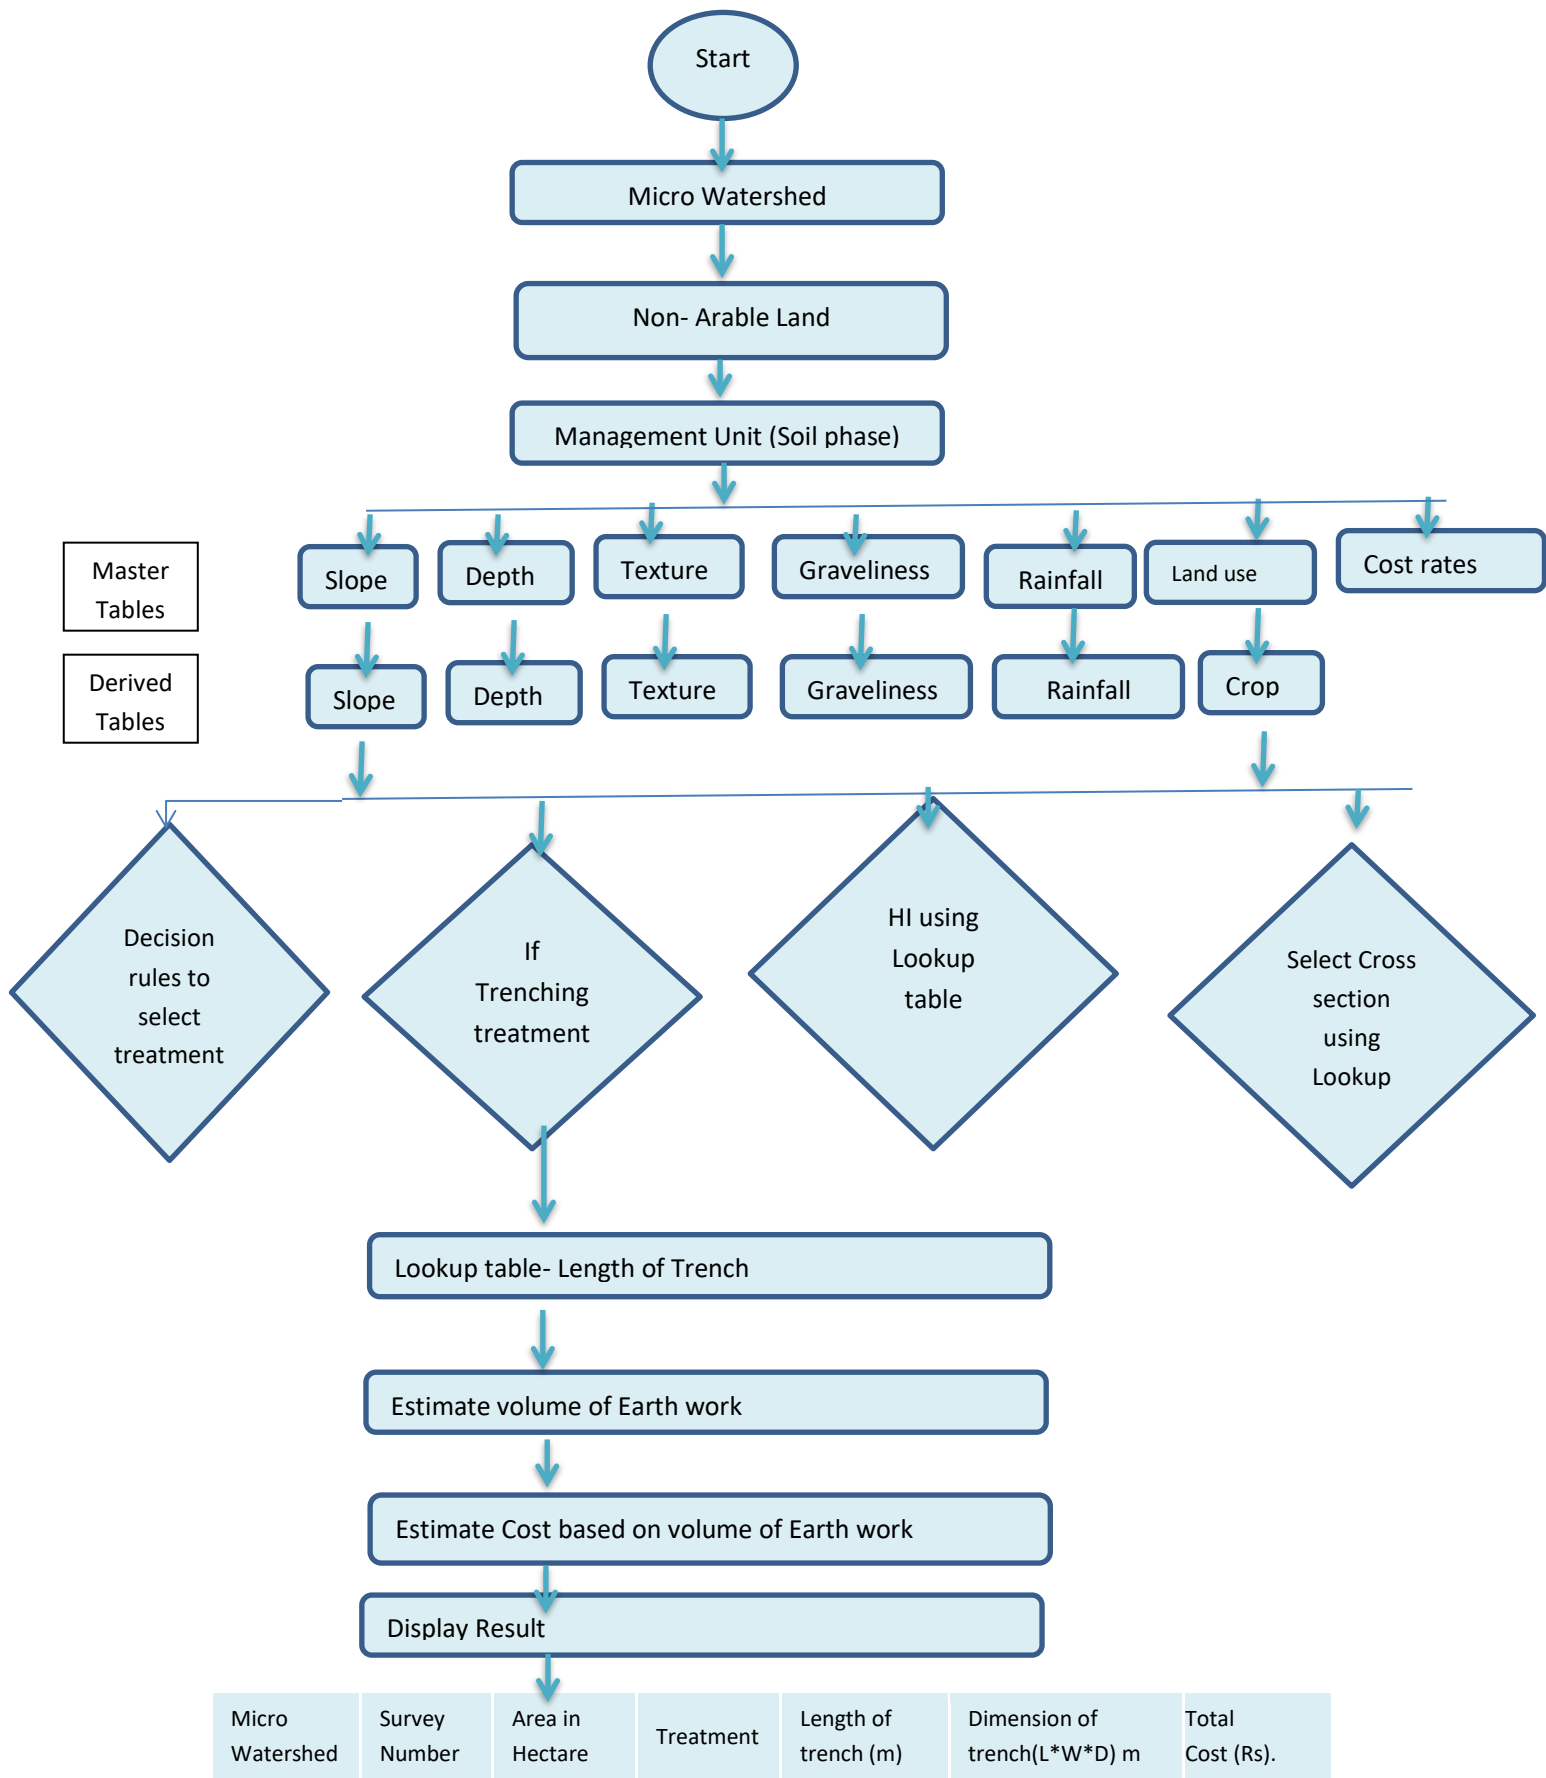 Start
Micro Watershed
Non- Arable Land
Management Unit (Soil phase)
Master
Tables
Slope
Depth
Texture
Graveliness
Rainfall
Land use
Cost rates
Derived
Tables
Slope
Depth
Texture
Graveliness
Rainfall
Crop
Decision
rules to
select
treatment
If
Trenching
treatment
HI using
Lookup
table
Select Cross
section
using
Lookup
Lookup table- Length of Trench
Estimate volume of Earth work
Estimate Cost based on volume of Earth work
Display Result
Micro
Watershed
Survey
Number
Area in
Hectare
Treatment
Length of
trench (m)
Dimension of
trench(L*W*D) m
Total
Cost (Rs).